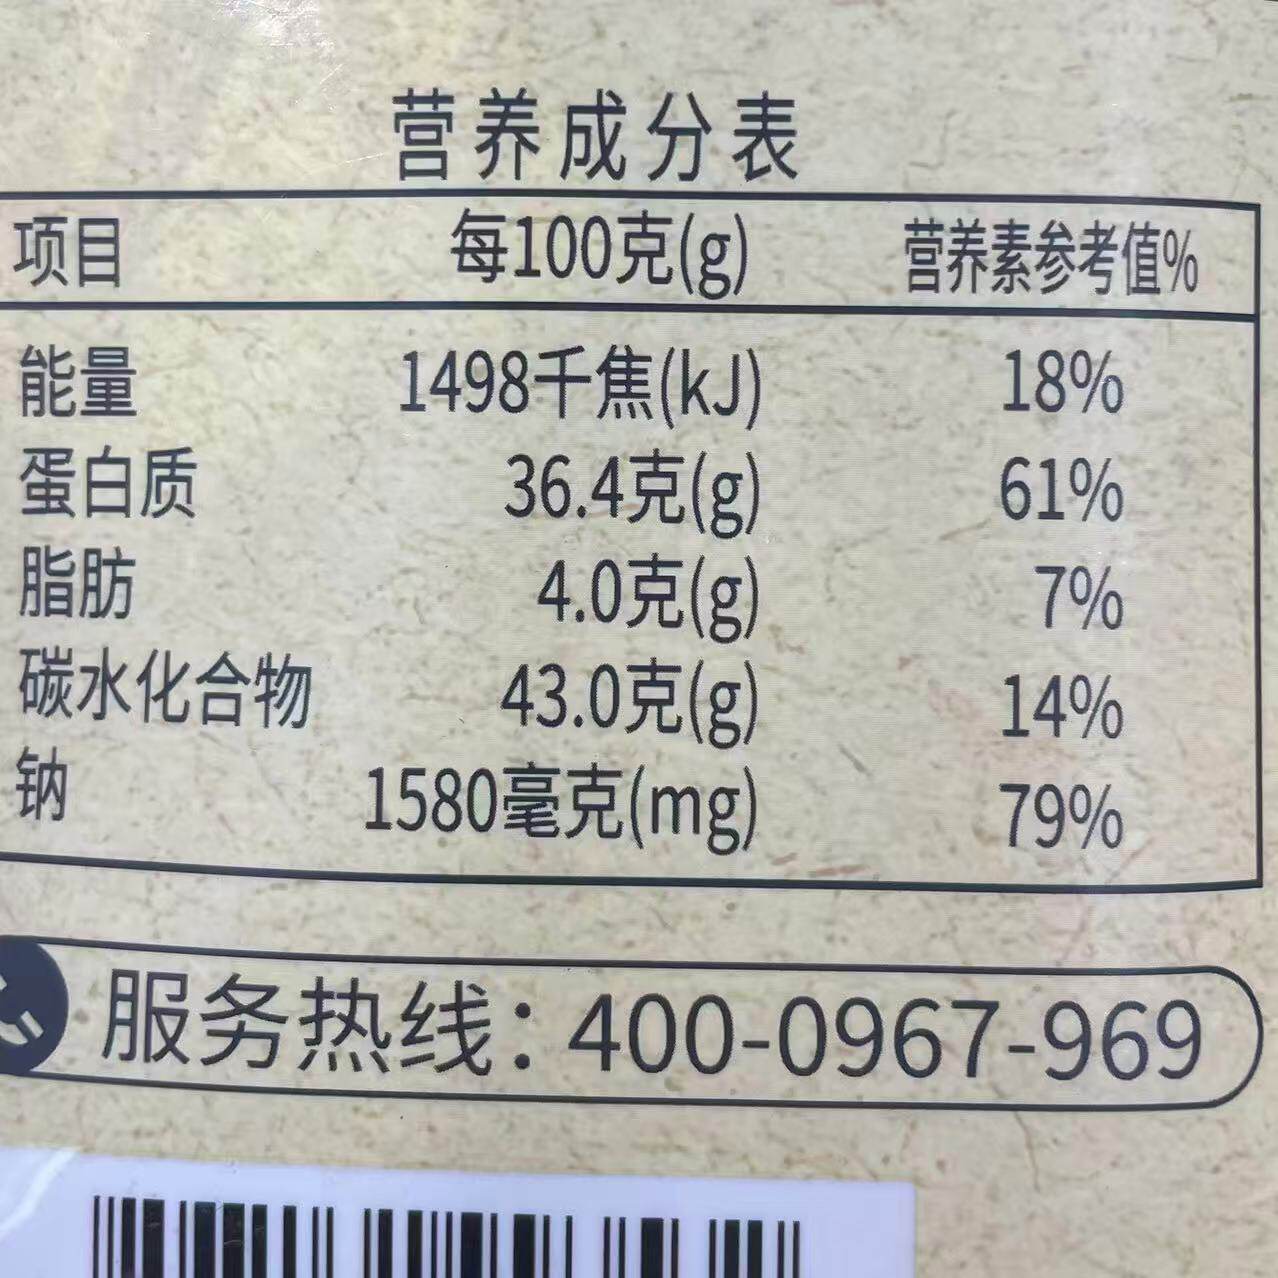 营养成分表
项目 每100克(g) 营养素参考值%
能量 1498千焦(kJ) 18%
蛋白质 36.4克(g) 61%
脂肪 4.0克(g) 7%
碳水化合物 43.0克(g) 14%
钠 1580毫克(mg) 79%
服务热线：400-0967-969